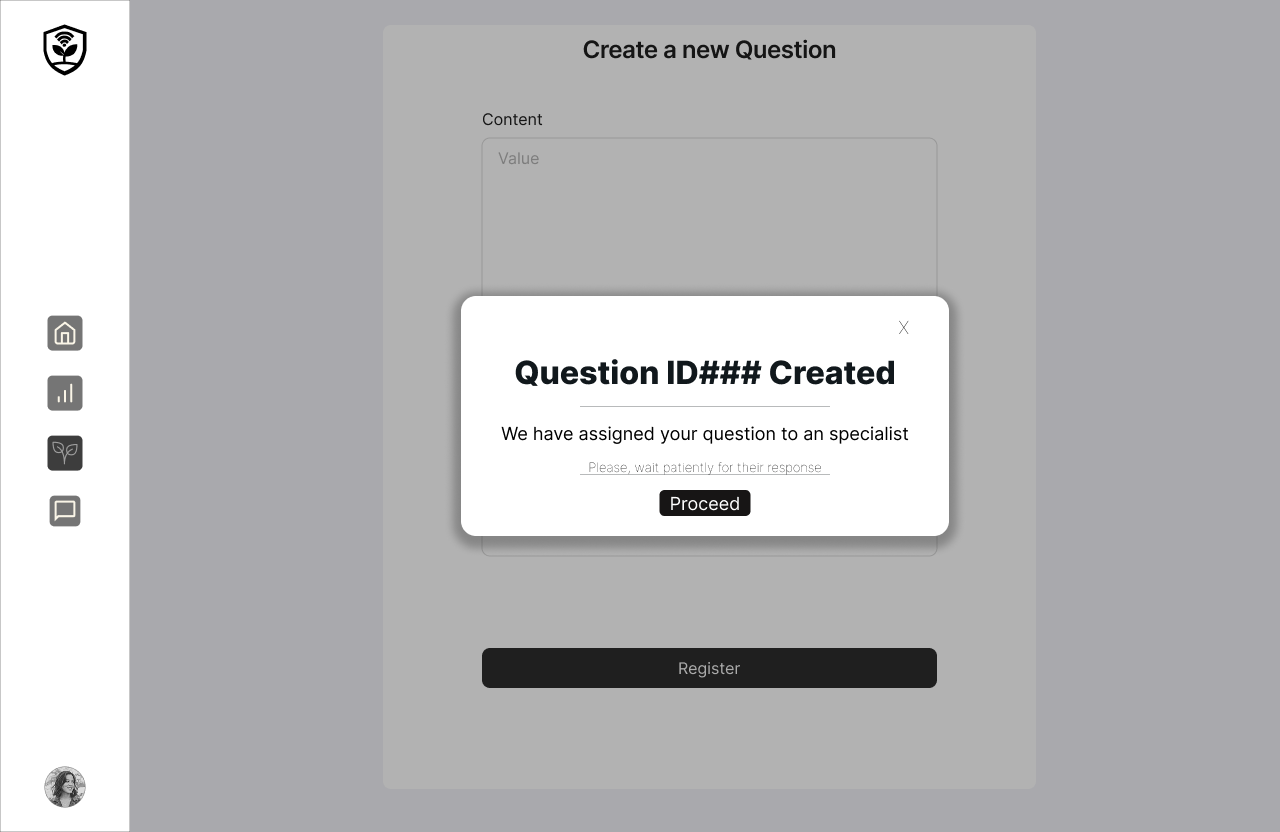 Create a new Question
Content
Value
X
Question ID### Created
We have assigned your question to an specialist
Please, wait patiently for their response
Proceed
Register